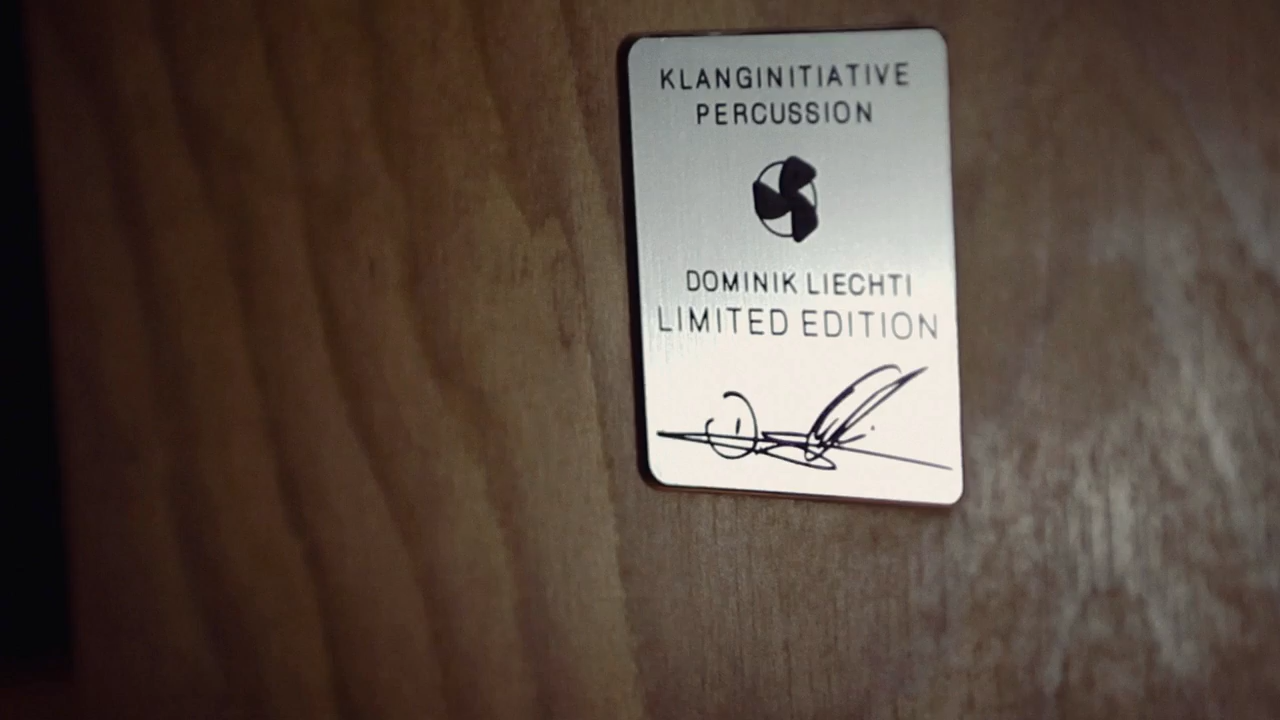 KLANGINITIATIVE
PERCUSSION
DOMINIK LIECHTI
LIMITED EDITION